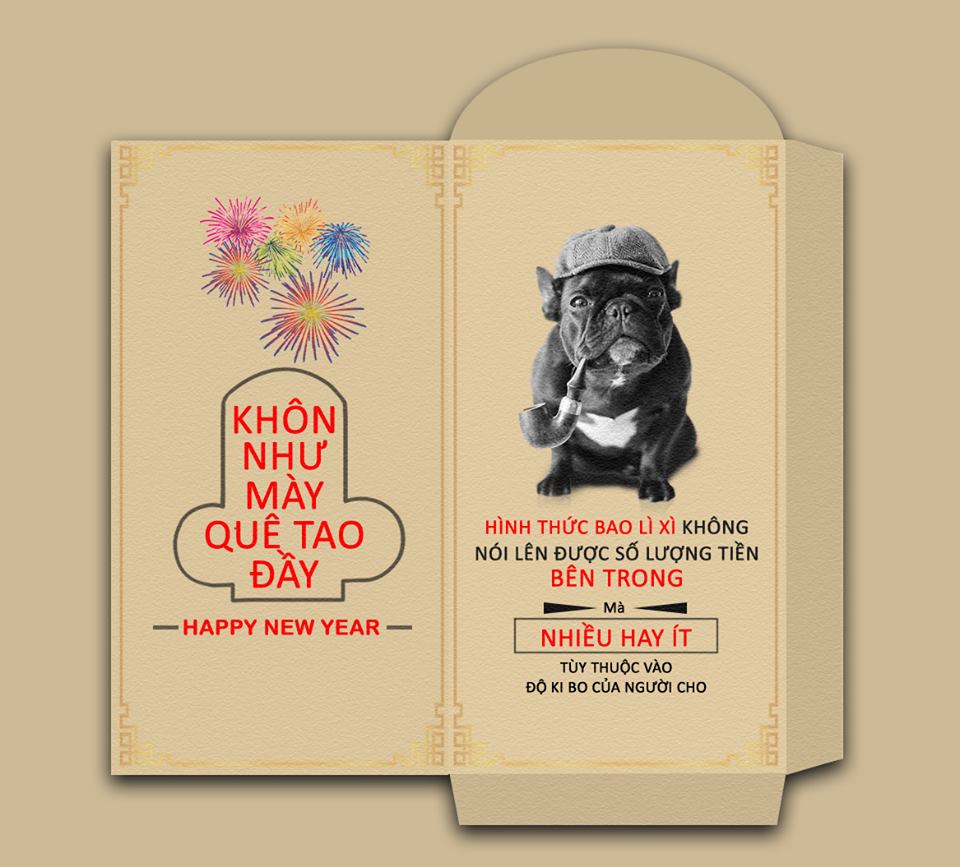 KHÔN
NHƯ
MÀY
QUÊ TAO
ĐẦY
HAPPY NEW YEAR
HÌNH THỨC BAO LÌ XÌ KHÔNG
NÓI LÊN ĐƯỢC SỐ LƯỢNG TIỀN
BÊN TRONG
Mà
NHIỀU HAY ÍT
TÙY THUỘC VÀO
ĐỘ KI BO CỦA NGƯỜI CHO